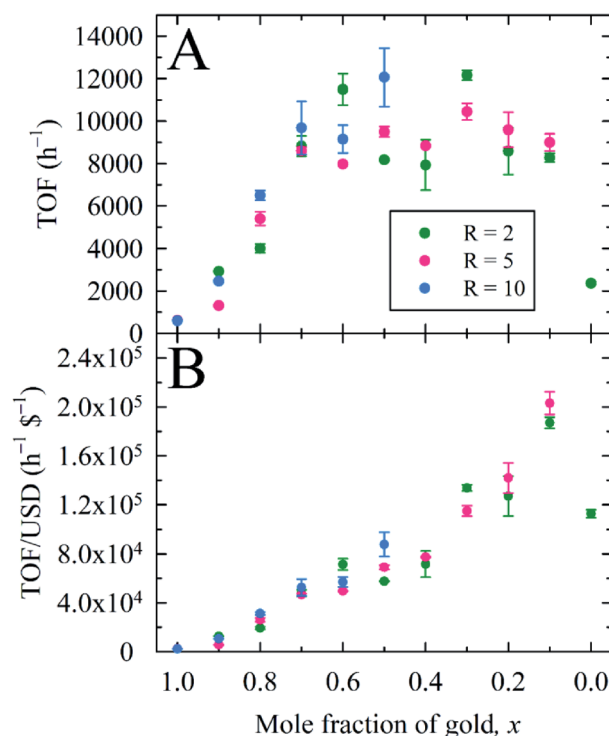 A
14000
12000
10000
8000
6000
4000
2000
0
TOF (h⁻¹)
R = 2
R = 5
R = 10
B
2.4x10⁵
2.0x10⁵
1.6x10⁵
1.2x10⁵
8.0x10⁴
4.0x10⁴
0
TOF/USD (h⁻¹ $⁻¹)
1.0 0.8 0.6 0.4 0.2 0.0
Mole fraction of gold, x